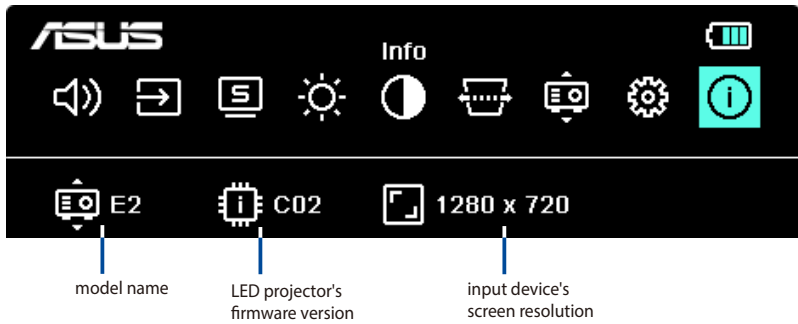 ASUS
Info
E2
C02
1280 x 720
model name
LED projector's
firmware version
input device's
screen resolution